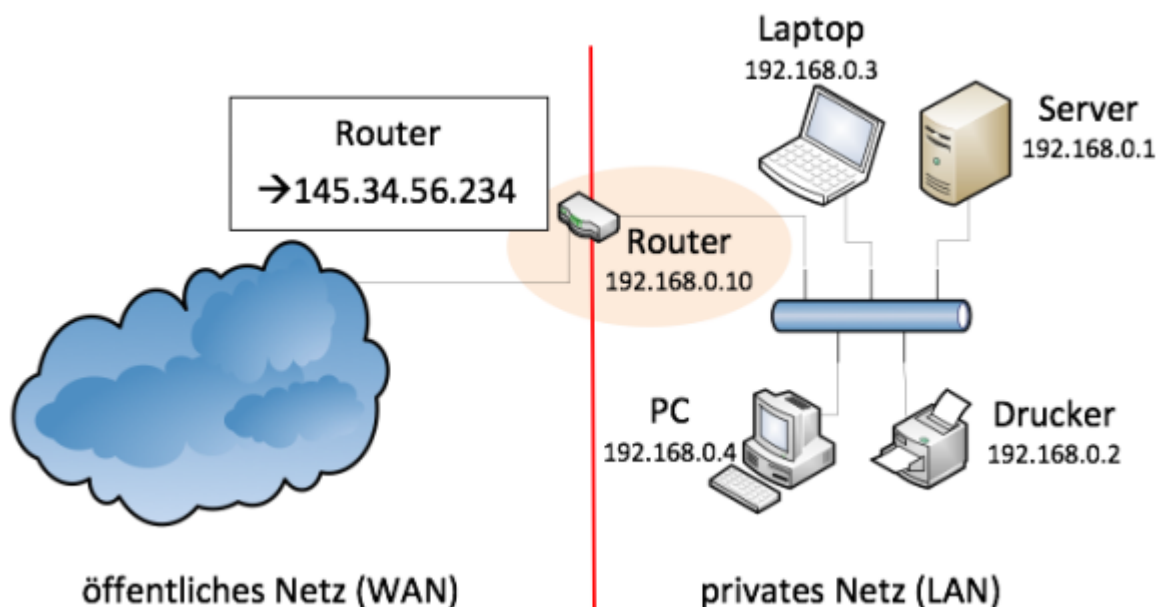 Laptop
192.168.0.3
Server
192.168.0.1
Router
→145.34.56.234
Router
192.168.0.10
PC
192.168.0.4
Drucker
192.168.0.2
öffentliches Netz (WAN)
privates Netz (LAN)